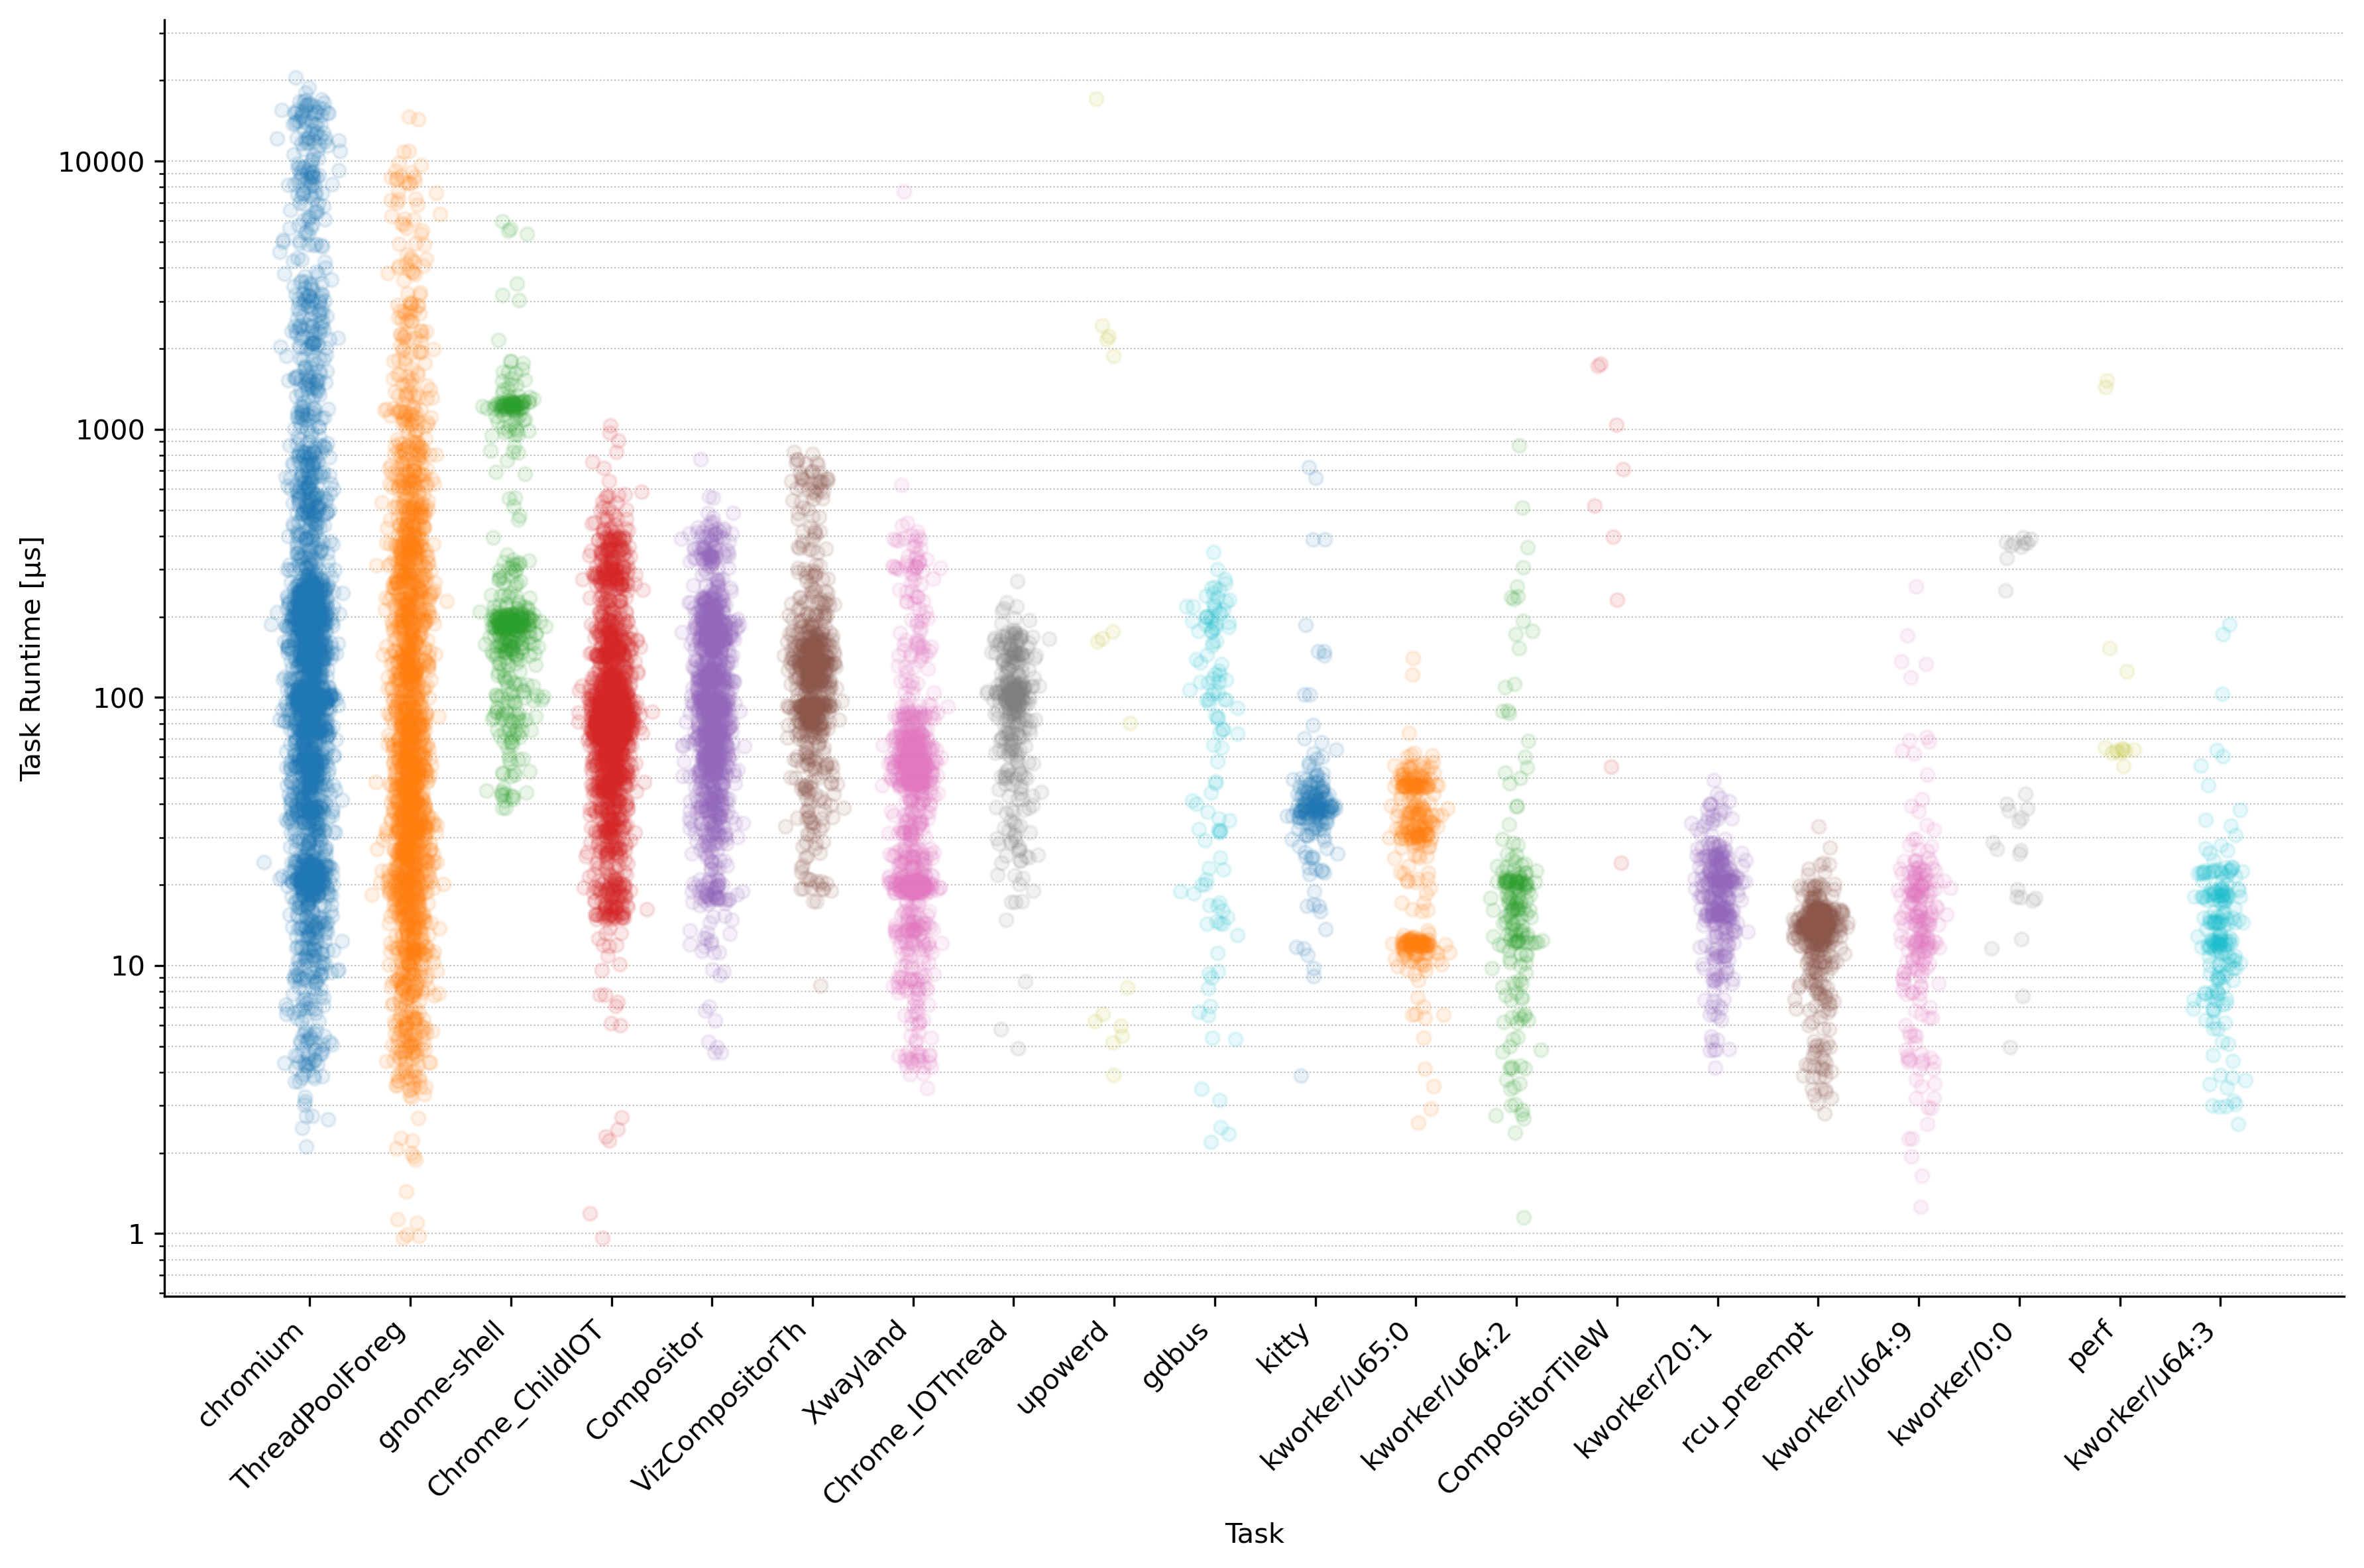 Task Runtime [µs]
10000
1000
100
10
1
chromium
ThreadPoolForeg
gnome-shell
Chrome_ChildIOT
Compositor
VizCompositorTh
Xwayland
Chrome_IOThread
upowerd
gdbus
kitty
kworker/u65:0
kworker/u64:2
CompositorTileW
kworker/20:1
rcu_preempt
kworker/u64:9
kworker/0:0
perf
kworker/u64:3
Task